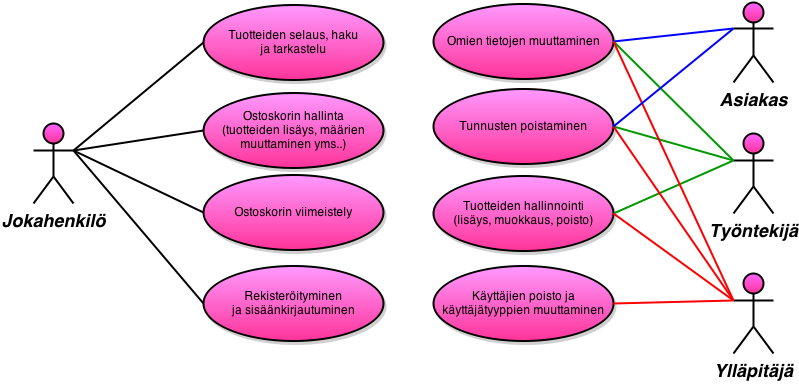 Tuotteiden selaus, haku
ja tarkastelu
Ostoskorin hallinta
(tuotteiden lisäys, määrien
muuttaminen yms..)
Ostoskorin viimeistely
Rekisteröityminen
ja sisäänkirjautuminen
Jokahenkilö
Omien tietojen muuttaminen
Tunnusten poistaminen
Tuotteiden hallinnointi
(lisäys, muokkaus, poisto)
Käyttäjien poisto ja
käyttäjätyyppien muuttaminen
Asiakas
Työntekijä
Ylläpitäjä